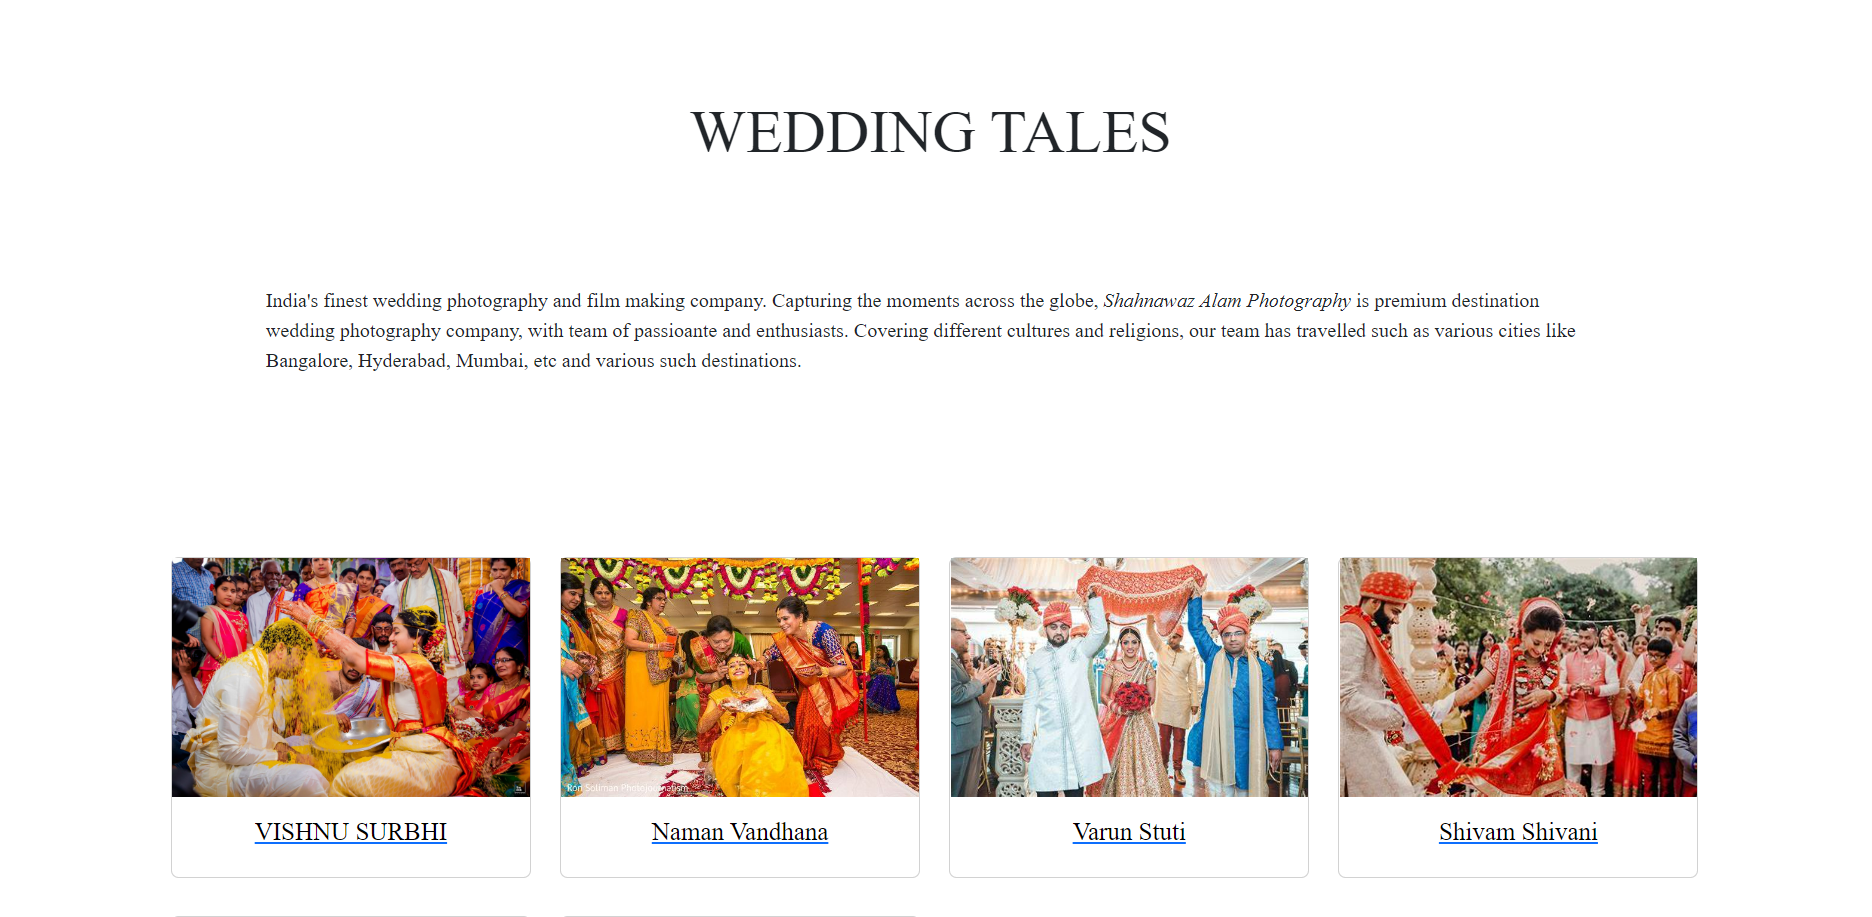 WEDDING TALES
India's finest wedding photography and film making company. Capturing the moments across the globe, Shahnawaz Alam Photography is premium destination
wedding photography company, with team of passioante and enthusiasts. Covering different cultures and religions, our team has travelled such as various cities like
Bangalore, Hyderabad, Mumbai, etc and various such destinations.
Ron Soliman Photojournalism
VISHNU SURBHI
Naman Vandhana
Varun Stuti
Shivam Shivani